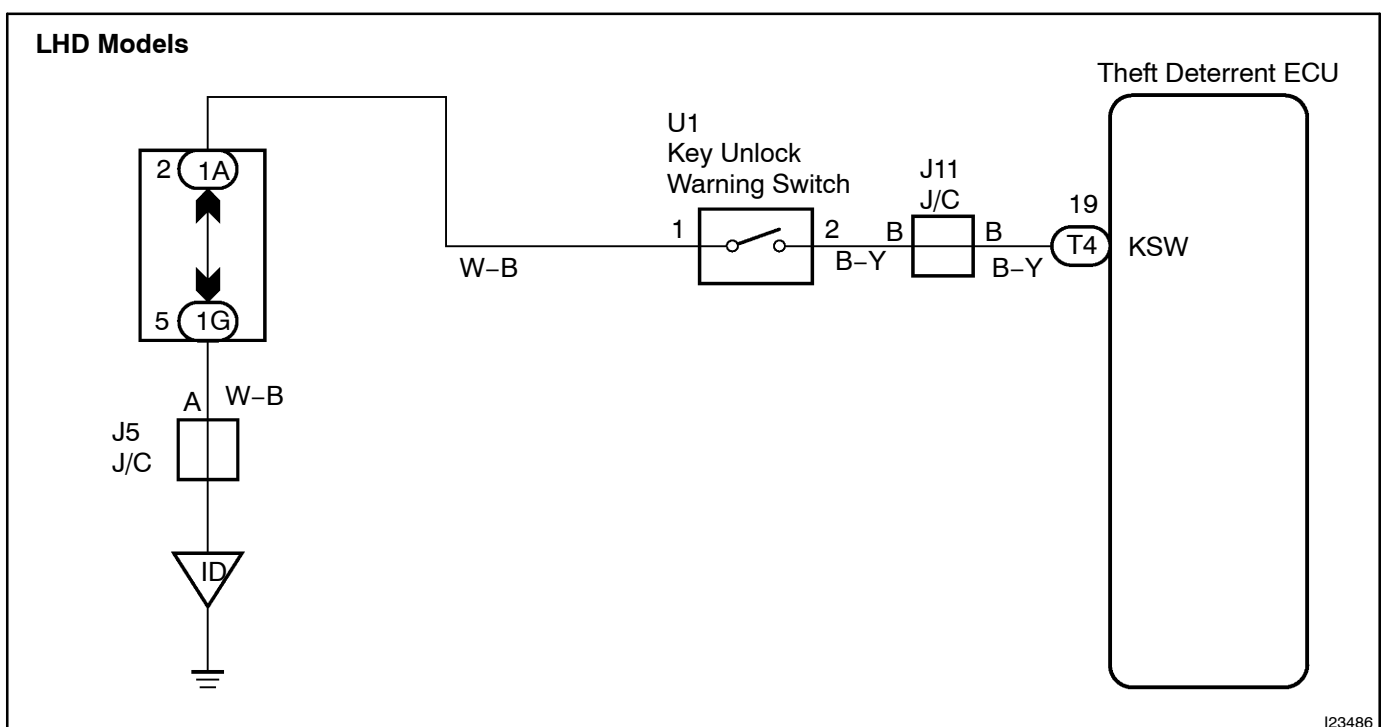 LHD Models
Theft Deterrent ECU
U1
Key Unlock
Warning Switch
J11
J/C
2 1A
1
2
B
B
19
T4
KSW
W–B
B–Y
B–Y
5 1G
A
W–B
J5
J/C
ID
I23486